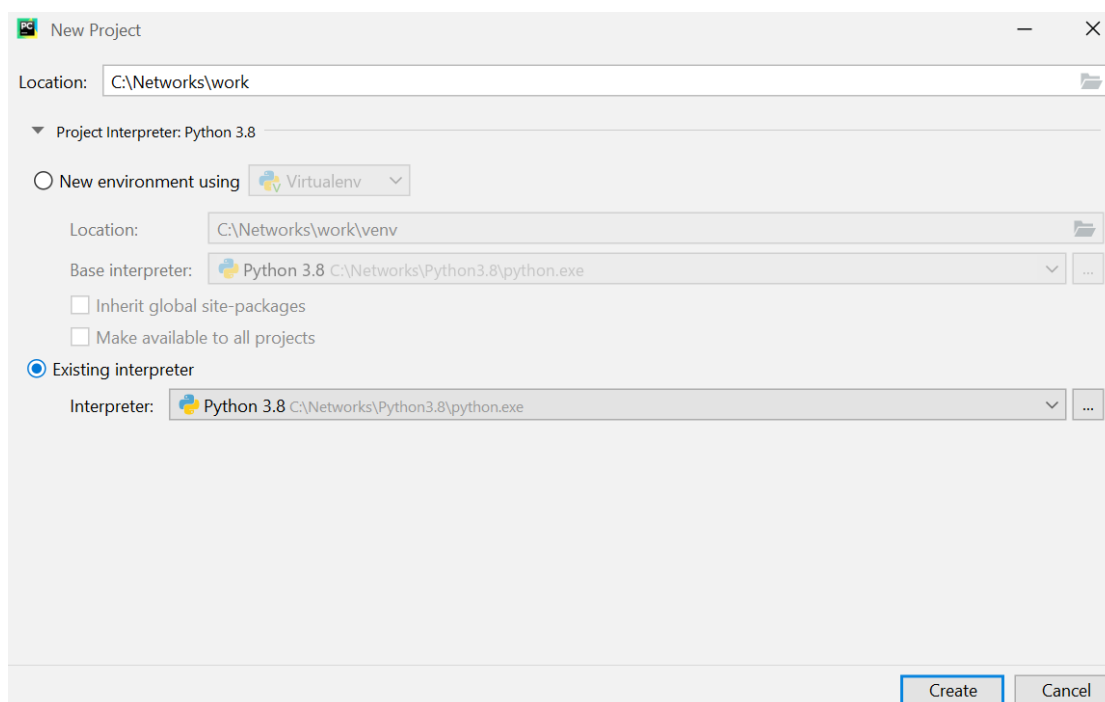 PC New Project
Location: C:\Networks\work
Project Interpreter: Python 3.8
New environment using Virtualenv
Location: C:\Networks\work\venv
Base interpreter: Python 3.8 C:\Networks\Python3.8\python.exe ...
Inherit global site-packages
Make available to all projects
Existing interpreter
Interpreter: Python 3.8 C:\Networks\Python3.8\python.exe ...
Create Cancel